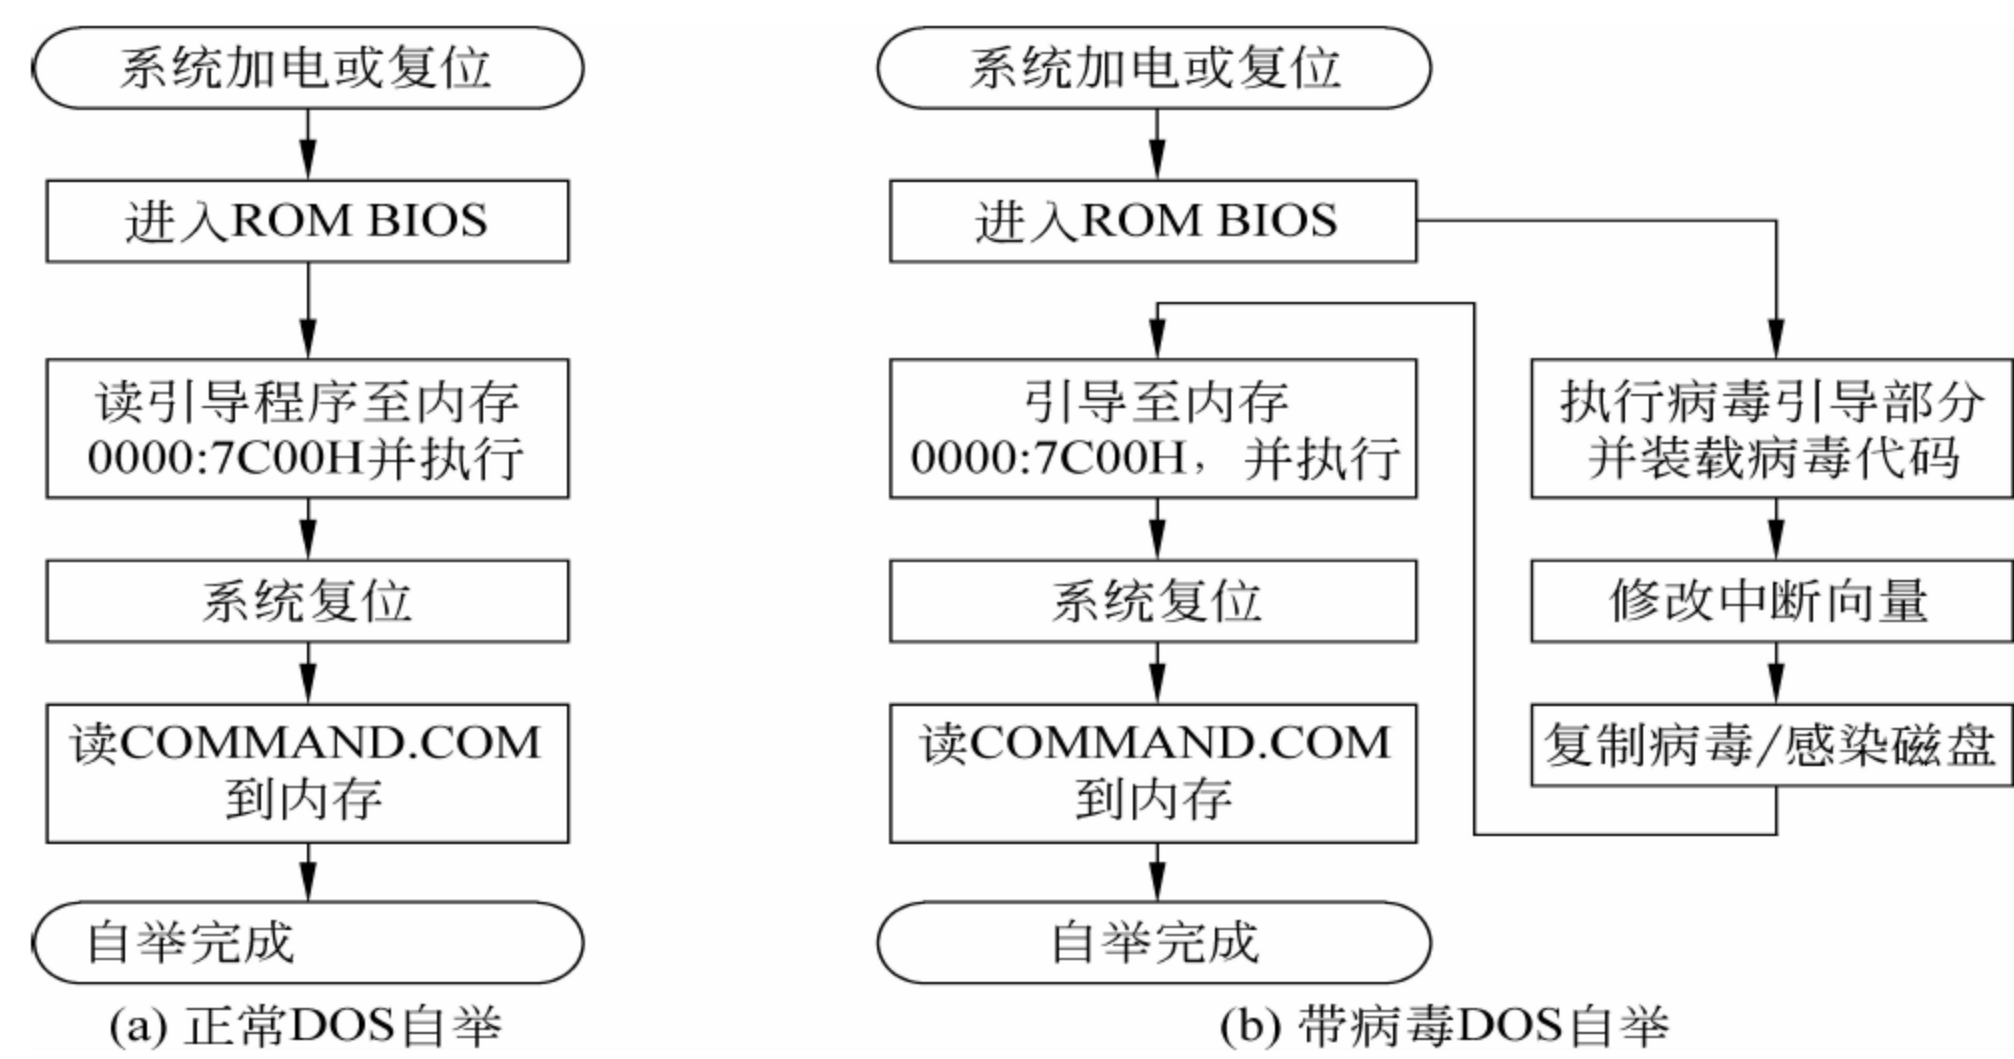 系统加电或复位
进入ROM BIOS
读引导程序至内存
0000:7C00H并执行
系统复位
读COMMAND.COM
到内存
自举完成
(a) 正常DOS自举
系统加电或复位
进入ROM BIOS
引导至内存
0000:7C00H，并执行
系统复位
读COMMAND.COM
到内存
自举完成
执行病毒引导部分
并装载病毒代码
修改中断向量
复制病毒/感染磁盘
(b) 带病毒DOS自举